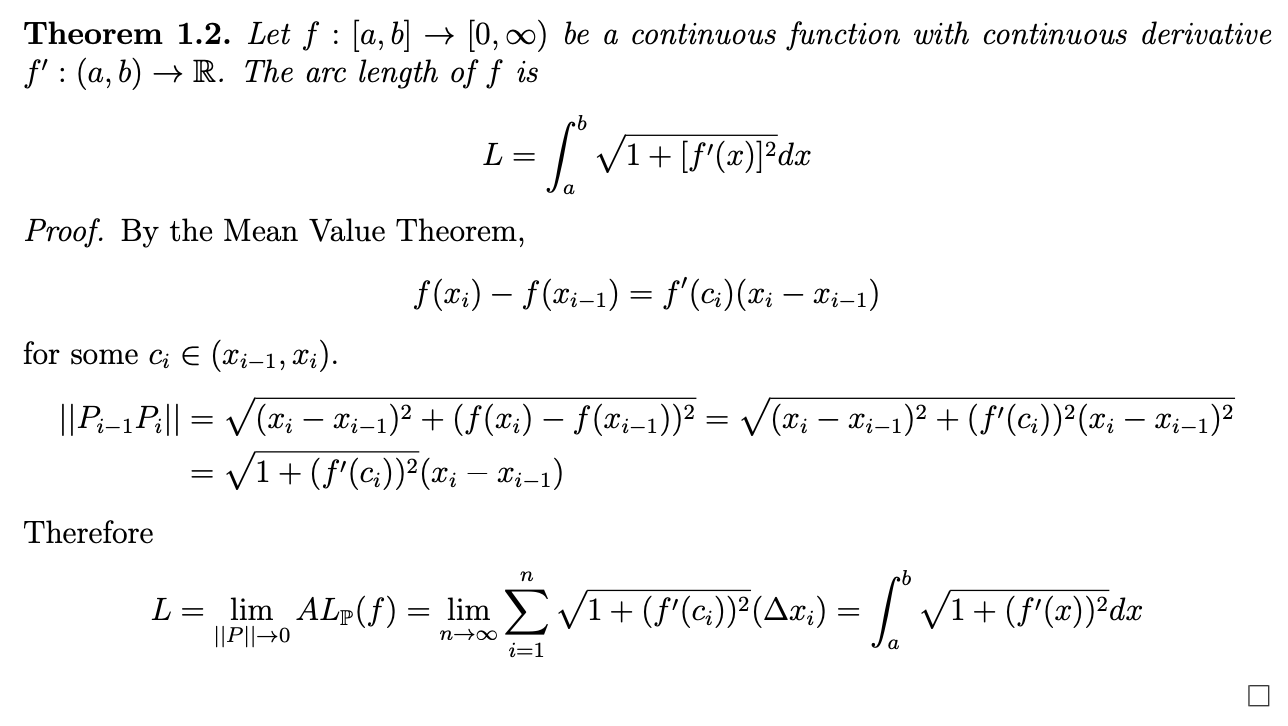 Theorem 1.2. Let f : [a, b] → [0, ∞) be a continuous function with continuous derivative
f′ : (a, b) → ℝ. The arc length of f is
L = ∫_a^b √(1 + [f′(x)]²) dx
Proof. By the Mean Value Theorem,
f(x_i) − f(x_{i−1}) = f′(c_i)(x_i − x_{i−1})
for some c_i ∈ (x_{i−1}, x_i).
||P_{i−1}P_i|| = √((x_i − x_{i−1})² + (f(x_i) − f(x_{i−1}))²) = √((x_i − x_{i−1})² + (f′(c_i))²(x_i − x_{i−1})²)
= √(1 + (f′(c_i))²)(x_i − x_{i−1})
Therefore
L = lim_{||P||→0} AL_ℙ(f) = lim_{n→∞} ∑_{i=1}^n √(1 + (f′(c_i))²)(Δx_i) = ∫_a^b √(1 + (f′(x))²) dx
□